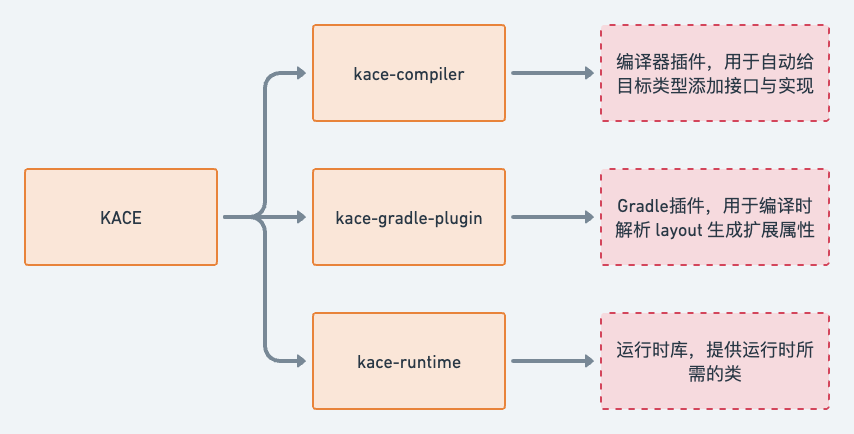 kace-compiler
编译器插件，用于自动给
目标类型添加接口与实现
KACE
kace-gradle-plugin
Gradle插件，用于编译时
解析 layout 生成扩展属性
kace-runtime
运行时库，提供运行时所
需的类